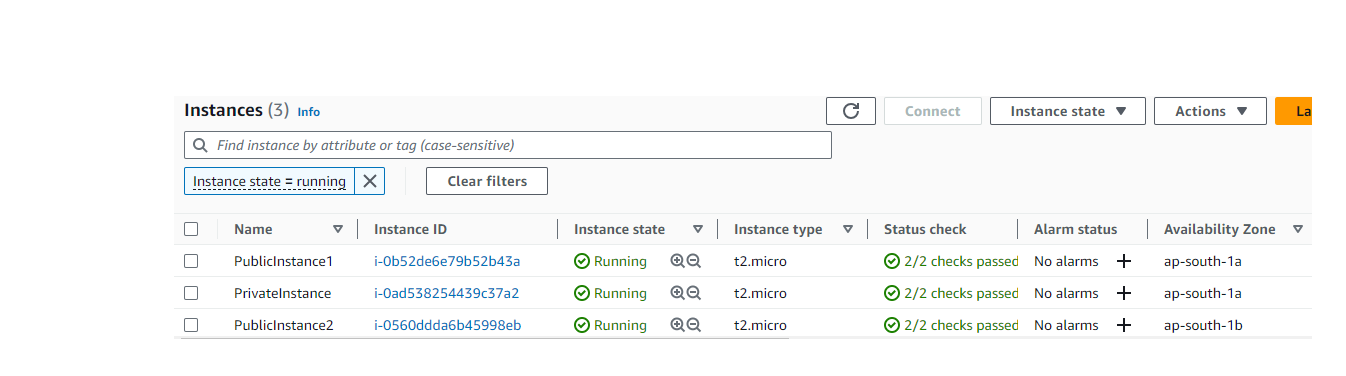 Instances (3) Info Connect Instance state Actions La
Find instance by attribute or tag (case-sensitive)
Instance state = running Clear filters
Name Instance ID Instance state Instance type Status check Alarm status Availability Zone
PublicInstance1 i-0b52de6e79b52b43a Running t2.micro 2/2 checks passed No alarms ap-south-1a
PrivateInstance i-0ad538254439c37a2 Running t2.micro 2/2 checks passed No alarms ap-south-1a
PublicInstance2 i-0560ddda6b45998eb Running t2.micro 2/2 checks passed No alarms ap-south-1b